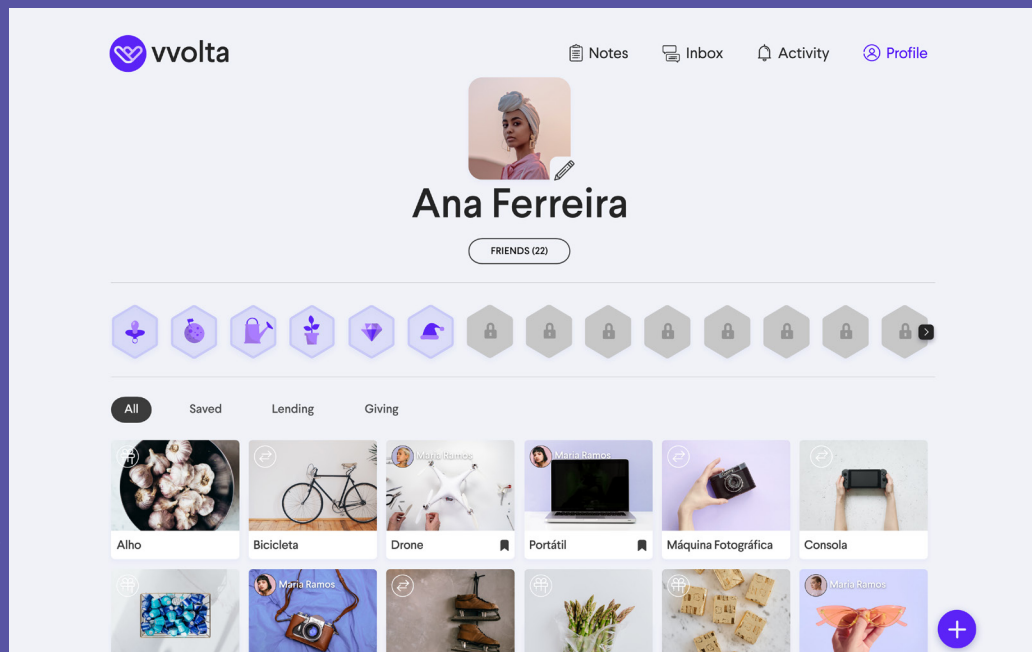 vvolta
Notes
Inbox
Activity
Profile
Ana Ferreira
FRIENDS (22)
All
Saved
Lending
Giving
Maria Ramos
Maria Ramos
Alho
Bicicleta
Drone
Portátil
Máquina Fotográfica
Consola
Maria Ramos
Maria Ramos